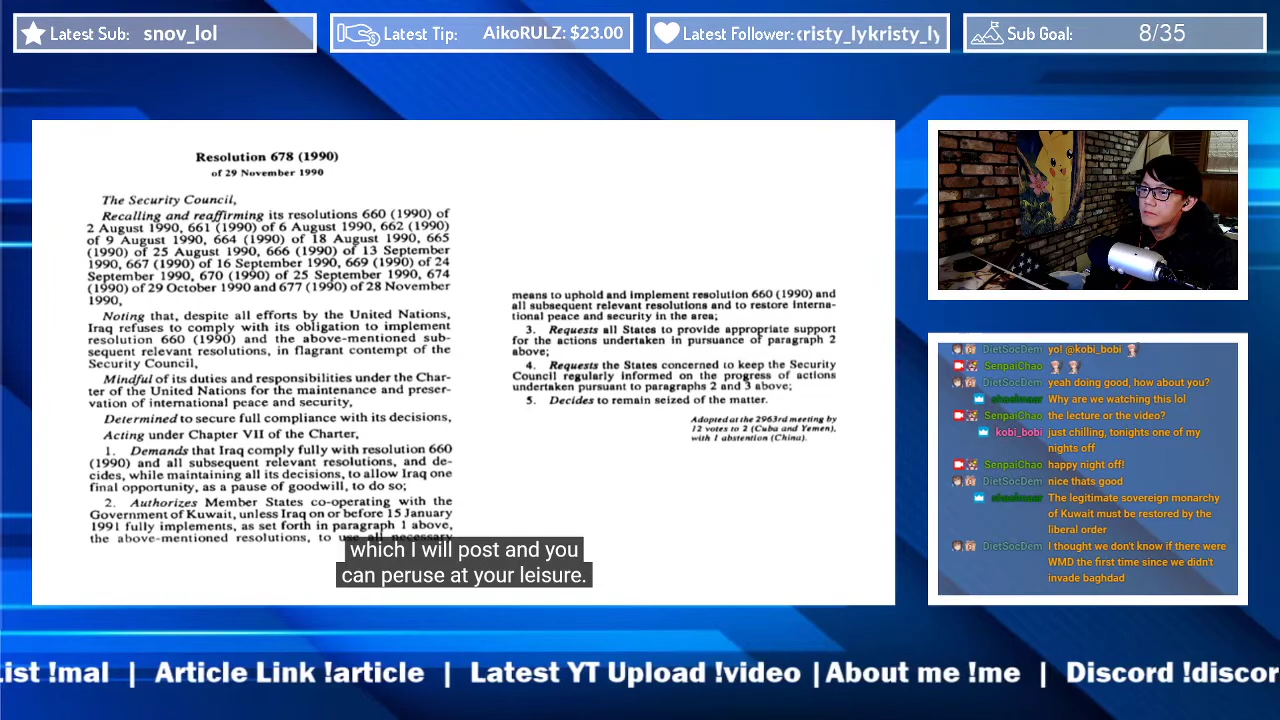 Latest Sub: snov_lol
Latest Tip: AikoRULZ: $23.00
Latest Follower: risty_lykristy_ly
Sub Goal: 8/35
Resolution 678 (1990)
of 29 November 1990
The Security Council,
Recalling and reaffirming its resolutions 660 (1990) of
2 August 1990, 661 (1990) of 6 August 1990, 662 (1990)
of 9 August 1990, 664 (1990) of 18 August 1990, 665
(1990) of 25 August 1990, 666 (1990) of 13 September
1990, 667 (1990) of 16 September 1990, 669 (1990) of 24
September 1990, 670 (1990) of 25 September 1990, 674
(1990) of 29 October 1990 and 677 (1990) of 28 November
1990,
Noting that, despite all efforts by the United Nations,
Iraq refuses to comply with its obligation to implement
resolution 660 (1990) and the above-mentioned sub-
sequent relevant resolutions, in flagrant contempt of the
Security Council,
Mindful of its duties and responsibilities under the Char-
ter of the United Nations for the maintenance and preser-
vation of international peace and security,
Determined to secure full compliance with its decisions,
Acting under Chapter VII of the Charter,
1. Demands that Iraq comply fully with resolution 660
(1990) and all subsequent relevant resolutions, and de-
cides, while maintaining all its decisions, to allow Iraq one
final opportunity, as a pause of goodwill, to do so;
2. Authorizes Member States co-operating with the
Government of Kuwait, unless Iraq on or before 15 January
1991 fully implements, as set forth in paragraph 1 above,
the above-mentioned resolutions, to use all necessary
means to uphold and implement resolution 660 (1990) and
all subsequent relevant resolutions and to restore interna-
tional peace and security in the area;
3. Requests all States to provide appropriate support
for the actions undertaken in pursuance of paragraph 2
above;
4. Requests the States concerned to keep the Security
Council regularly informed on the progress of actions
undertaken pursuant to paragraphs 2 and 3 above;
5. Decides to remain seized of the matter.
Adopted at the 2963rd meeting by
12 votes to 2 (Cuba and Yemen),
with 1 abstention (China).
which I will post and you
can peruse at your leisure.
DietSocDem yo! @kobi_bobi
SenpaiChao
DietSocDem yeah doing good, how about you?
Why are we watching this lol
SenpaiChao the lecture or the video?
kobi_bobi just chilling, tonights one of my
nights off
SenpaiChao happy night off!
DietSocDem nice thats good
The legitimate sovereign monarchy
of Kuwait must be restored by the
liberal order
DietSocDem I thought we don't know if there were
WMD the first time since we didn't
invade baghdad
ist !mal | Article Link !article | Latest YT Upload !video | About me !me | Discord !discor